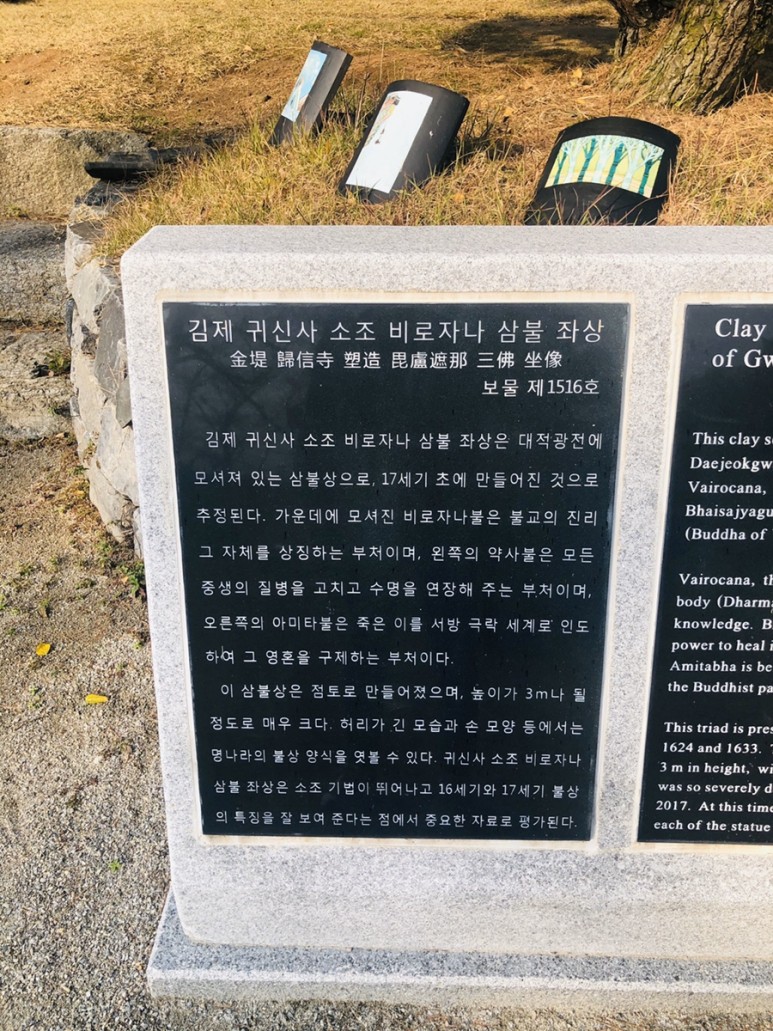 김제 귀신사 소조 비로자나 삼불 좌상
金堤 歸信寺 塑造 毘盧遮那 三佛 坐像
보물 제1516호
김제 귀신사 소조 비로자나 삼불 좌상은 대적광전에
모셔져 있는 삼불상으로, 17세기 초에 만들어진 것으로
추정된다. 가운데에 모셔진 비로자나불은 불교의 진리
그 자체를 상징하는 부처이며, 왼쪽의 약사불은 모든
중생의 질병을 고치고 수명을 연장해 주는 부처이며,
오른쪽의 아미타불은 죽은 이를 서방 극락 세계로 인도
하여 그 영혼을 구제하는 부처이다.
이 삼불상은 점토로 만들어졌으며, 높이가 3m나 될
정도로 매우 크다. 허리가 긴 모습과 손 모양 등에서는
명나라의 불상 양식을 엿볼 수 있다. 귀신사 소조 비로자나
삼불 좌상은 소조 기법이 뛰어나고 16세기와 17세기 불상
의 특징을 잘 보여 준다는 점에서 중요한 자료로 평가된다.
Clay
of Gw
This clay s
Daejeokgw
Vairocana,
Bhaisajyagu
(Buddha of
Vairocana, th
body (Dharma
knowledge. B
power to heal i
Amitabha is be
the Buddhist pa
This triad is pres
1624 and 1633.
3 m in height, wi
was so severely d
2017. At this time
each of the statue